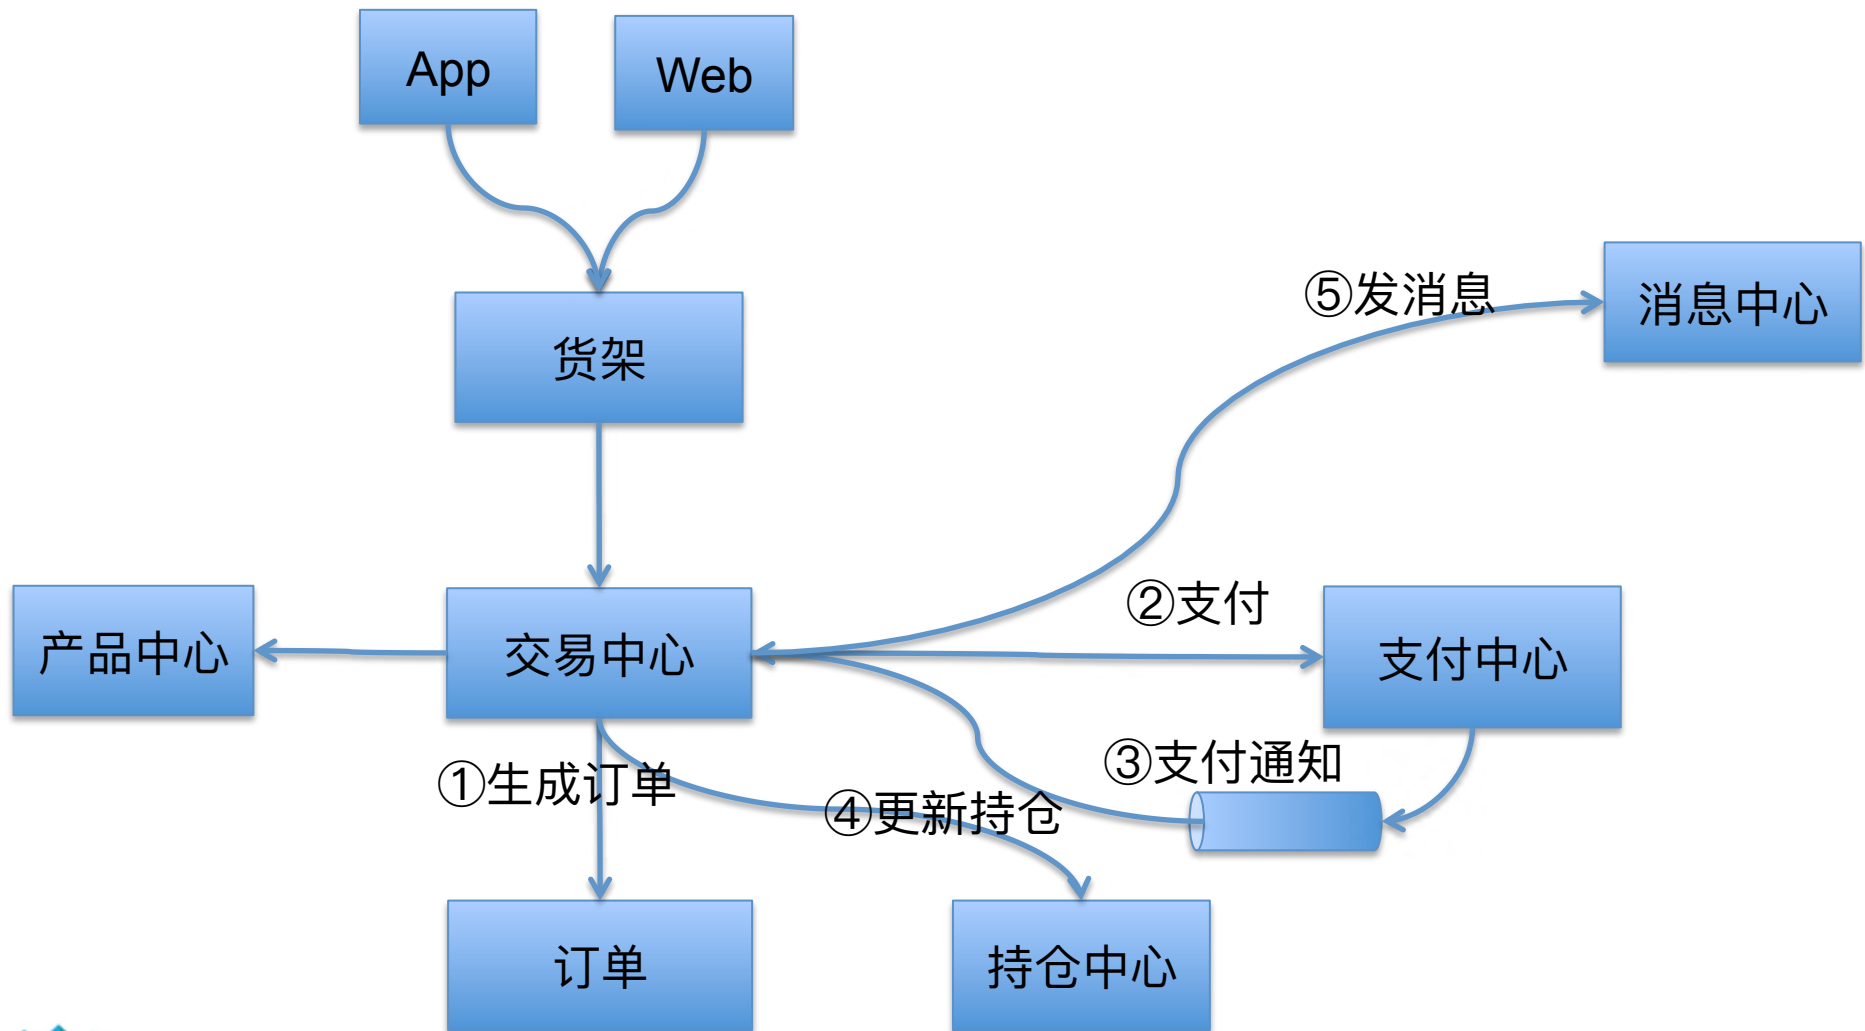 App
Web
货架
⑤发消息
消息中心
②支付
产品中心
交易中心
支付中心
③支付通知
①生成订单
④更新持仓
订单
持仓中心